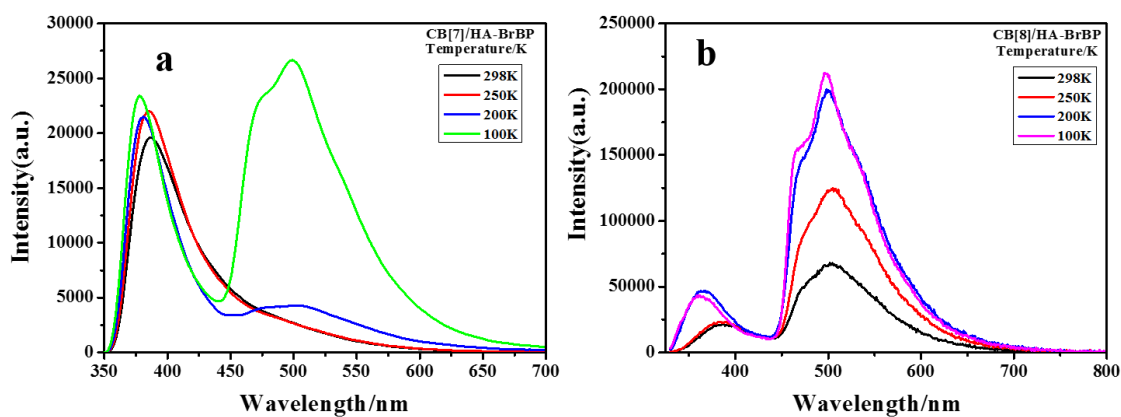 a
CB[7]/HA-BrBP
Temperature/K
298K
250K
200K
100K
Intensity(a.u.)
30000
25000
20000
15000
10000
5000
0
350 400 450 500 550 600 650 700
Wavelength/nm
b
CB[8]/HA-BrBP
Temperature/K
298K
250K
200K
100K
Intensity(a.u.)
250000
200000
150000
100000
50000
0
400 500 600 700 800
Wavelength/nm